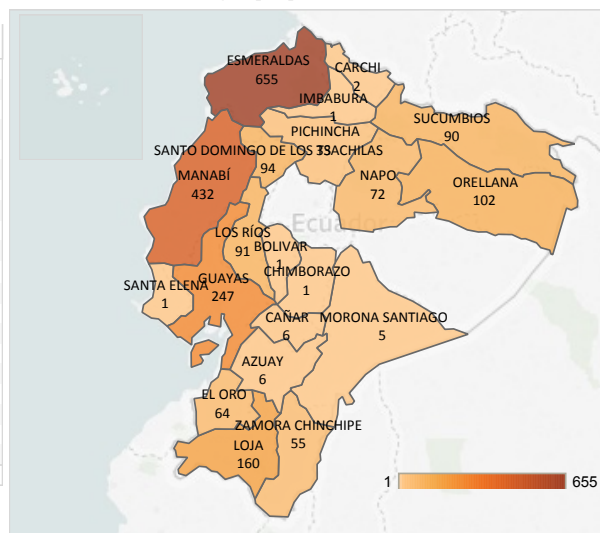 ESMERALDAS
655
CARCHI
2
IMBABURA
1
SUCUMBIOS
90
PICHINCHA
33
SANTO DOMINGO DE LOS TSACHILAS
94
MANABÍ
432
NAPO
72
ORELLANA
102
Ecuador
LOS RÍOS
91
BOLIVAR
1
CHIMBORAZO
1
SANTA ELENA
1
GUAYAS
247
CAÑAR
6
MORONA SANTIAGO
5
AZUAY
6
EL ORO
64
ZAMORA CHINCHIPE
55
LOJA
160
1 655